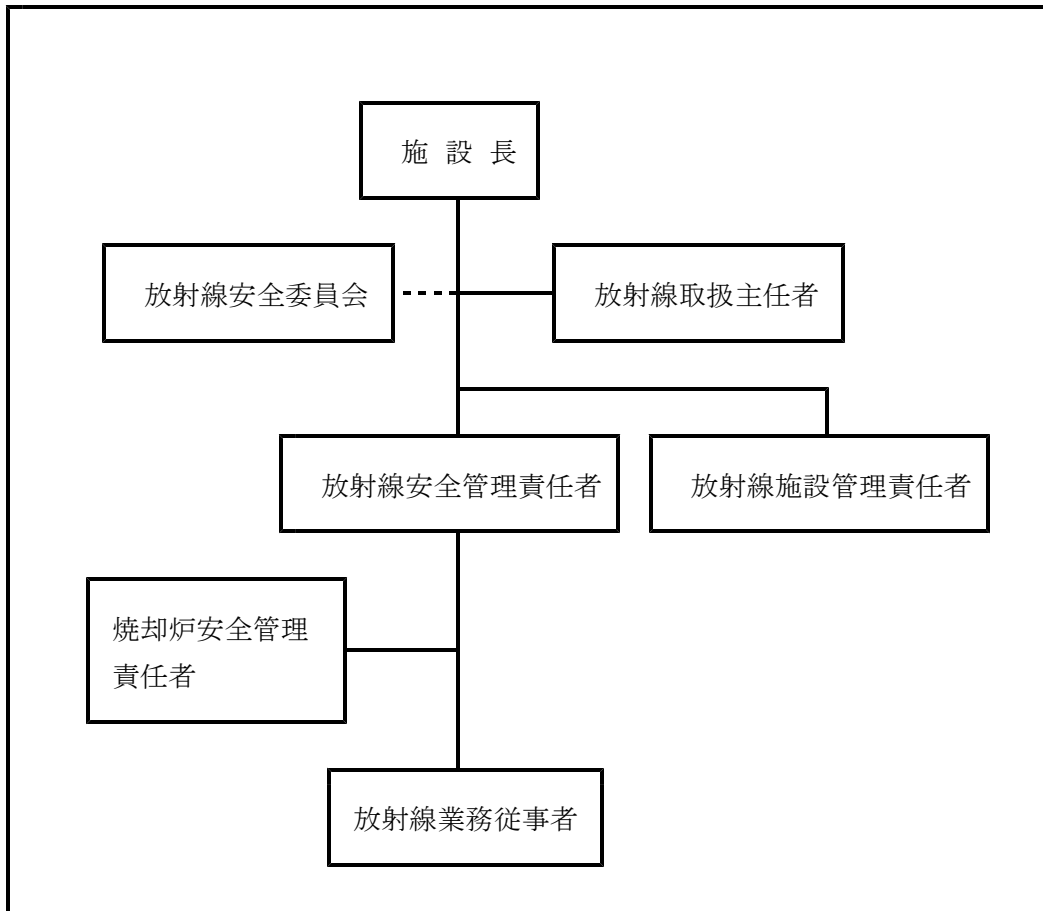 施 設 長
放射線安全委員会
放射線取扱主任者
放射線安全管理責任者
放射線施設管理責任者
焼却炉安全管理
責任者
放射線業務従事者